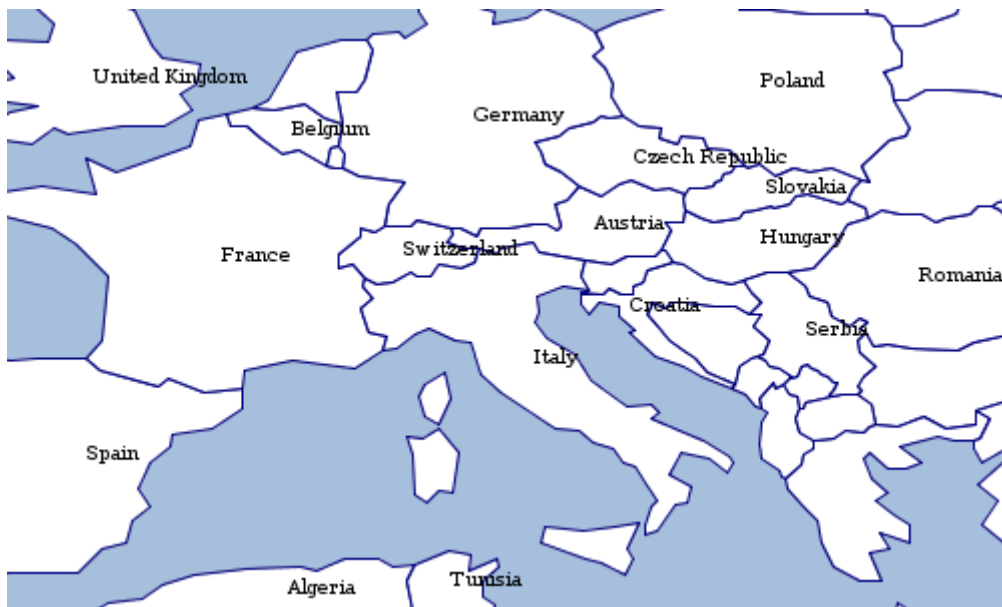 United Kingdom
Poland
Germany
Belgium
Czech Republic
Slovakia
Austria
Hungary
Switzerland
France
Romania
Croatia
Serbia
Italy
Spain
Tunisia
Algeria